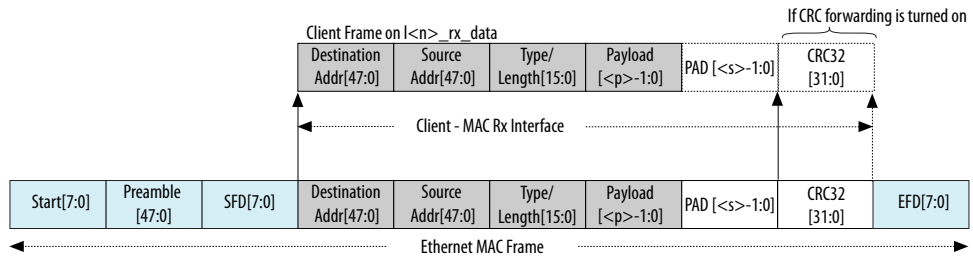 If CRC forwarding is turned on
Client Frame on l<n>_rx_data
Destination Addr[47:0]
Source Addr[47:0]
Type/ Length[15:0]
Payload [<p>-1:0]
PAD [<s>-1:0]
CRC32 [31:0]
Client - MAC Rx Interface
Start[7:0]
Preamble [47:0]
SFD[7:0]
Destination Addr[47:0]
Source Addr[47:0]
Type/ Length[15:0]
Payload [<p>-1:0]
PAD [<s>-1:0]
CRC32 [31:0]
EFD[7:0]
Ethernet MAC Frame